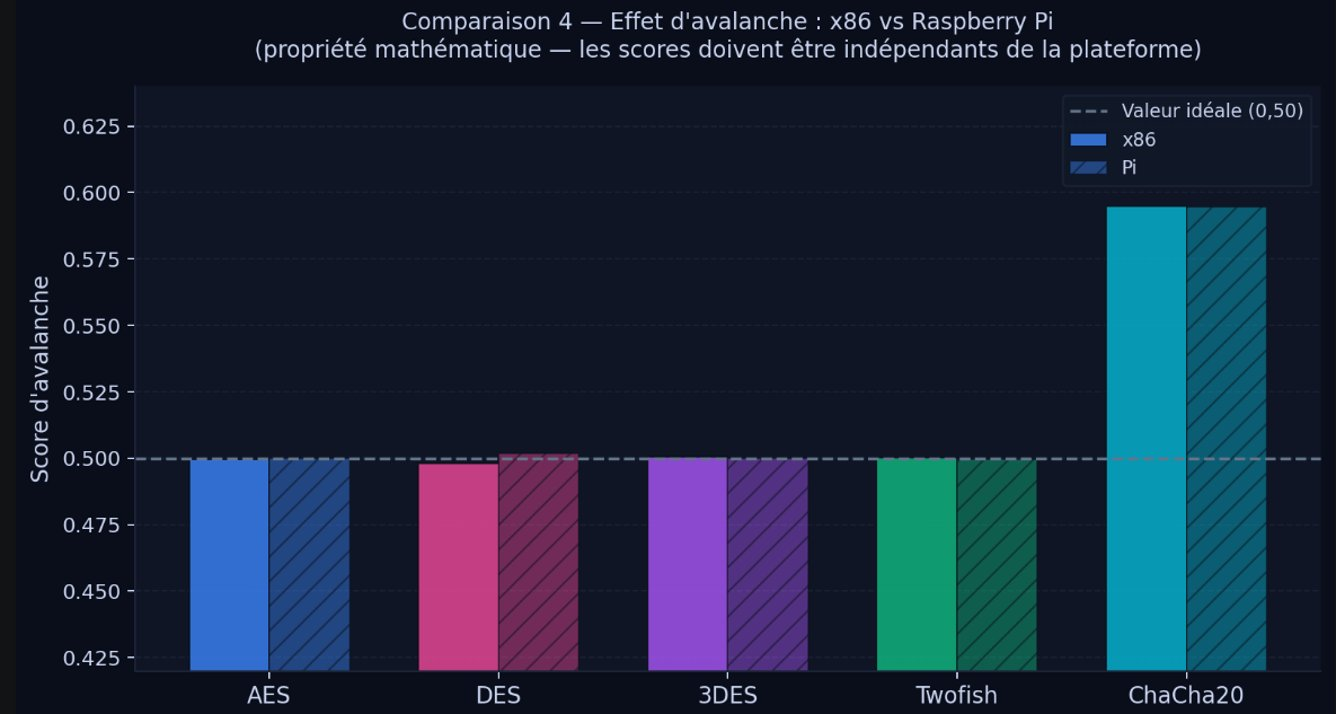 Comparaison 4 — Effet d'avalanche : x86 vs Raspberry Pi
(propriété mathématique — les scores doivent être indépendants de la plateforme)
Valeur idéale (0,50)
x86
Pi
Score d'avalanche
0.625
0.600
0.575
0.550
0.525
0.500
0.475
0.450
0.425
AES
DES
3DES
Twofish
ChaCha20